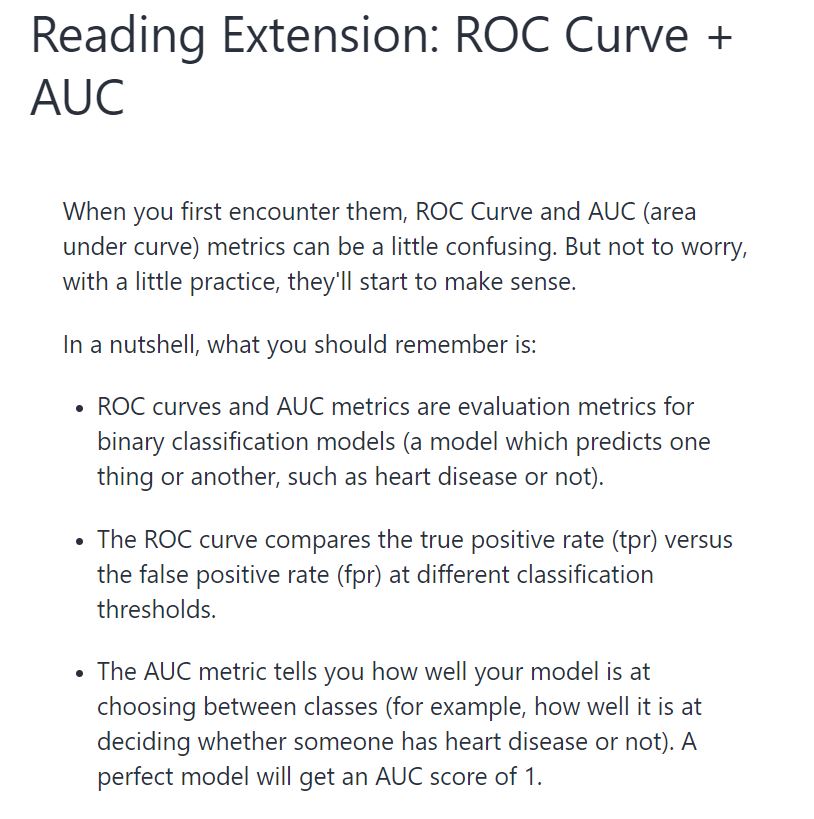 Reading Extension: ROC Curve +
AUC
When you first encounter them, ROC Curve and AUC (area
under curve) metrics can be a little confusing. But not to worry,
with a little practice, they'll start to make sense.
In a nutshell, what you should remember is:
• ROC curves and AUC metrics are evaluation metrics for
binary classification models (a model which predicts one
thing or another, such as heart disease or not).
• The ROC curve compares the true positive rate (tpr) versus
the false positive rate (fpr) at different classification
thresholds.
• The AUC metric tells you how well your model is at
choosing between classes (for example, how well it is at
deciding whether someone has heart disease or not). A
perfect model will get an AUC score of 1.